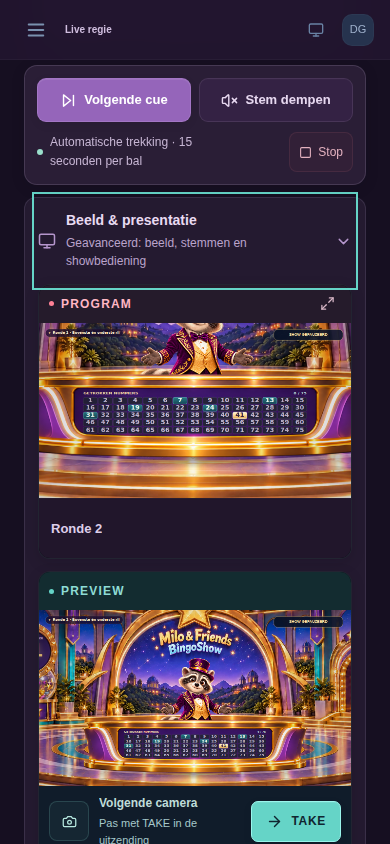 Live regie
DG
Volgende cue
Stem dempen
Automatische trekking · 15
seconden per bal
Stop
Beeld & presentatie
Geavanceerd: beeld, stemmen en
showbediening
PROGRAM
SHOW GEPAUZEERD
GETROKKEN NUMMERS
1 2 3 4 5 6 7 8 9 10 11 12 13 14 15
16 17 18 19 20 21 22 23 24 25 26 27 28 29 30
31 32 33 34 35 36 37 38 39 40 41 42 43 44 45
46 47 48 49 50 51 52 53 54 55 56 57 58 59 60
61 62 63 64 65 66 67 68 69 70 71 72 73 74 75
Ronde 2
PREVIEW
Milo & Friends
BingoShow
Volgende camera
Pas met TAKE in de
uitzending
TAKE